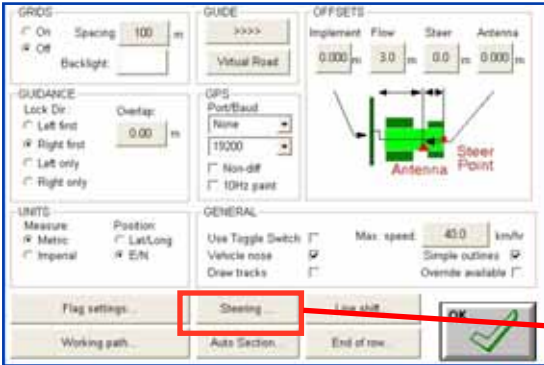 GRIDS
On Spacing 100 m
Off
Backlight:
GUIDE
>>>>
Virtual Road
OFFSETS
Implement Flow Steer Antenna
0.000 m 3.0 m 0.0 m 0.000 m
Antenna Steer Point
GUIDANCE
Lock Dir: Overlap:
Left first 0.00 m
Right first
Left only
Right only
GPS
Port/Baud
None
19200
Non-diff
10Hz paint
UNITS
Measure Position
Metric Lat/Long
Imperial E/N
GENERAL
Use Toggle Switch Max. speed: 40.0 km/hr
Vehicle nose Simple outlines
Draw tracks Override available
Flag settings... Steering ... Line shift... OK
Working path... Auto Section... End of row...